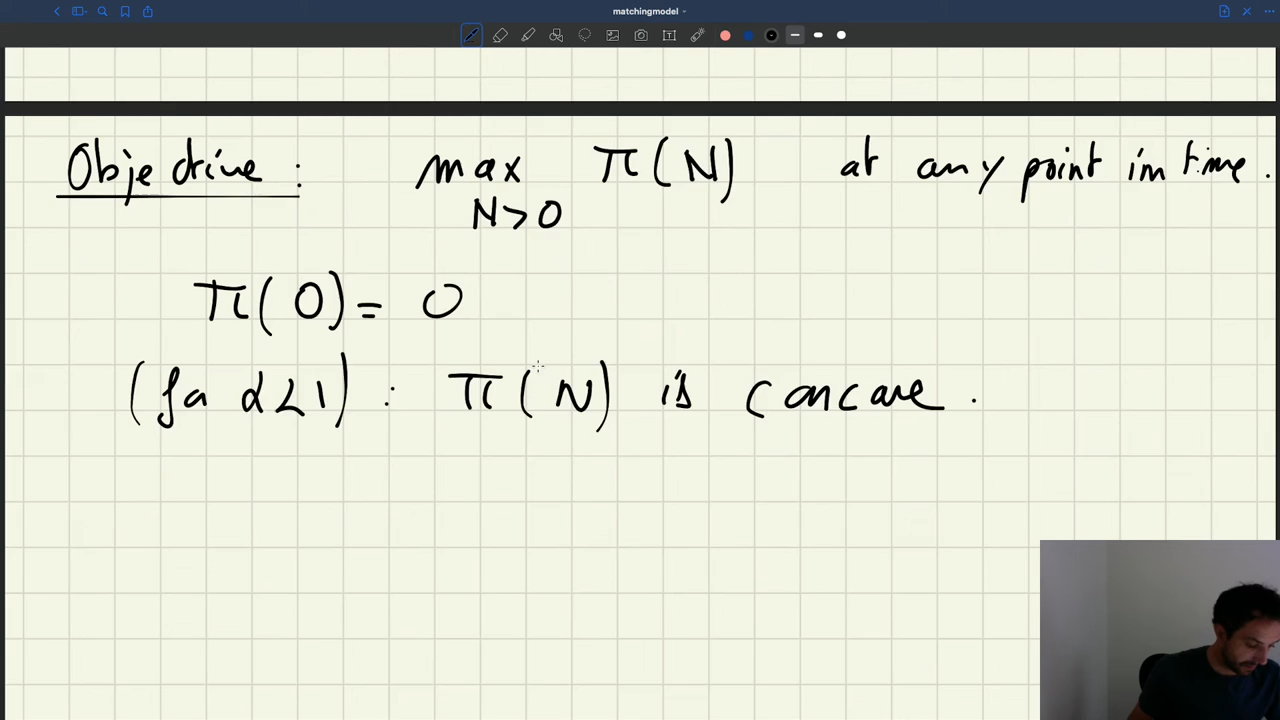 matchingmodel
Objective : max π(N) at any point in time.
N>0
π(0) = 0
(for α<1) : π(N) is concave.